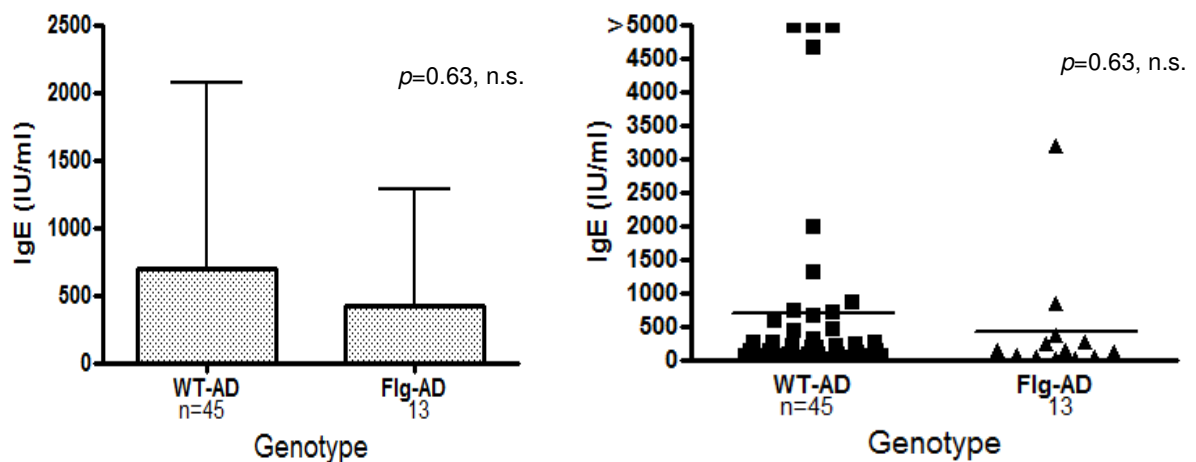 2500
2000
1500
1000
500
0
IgE (IU/ml)
p=0.63, n.s.
WT-AD
n=45
Flg-AD
13
Genotype
>5000
4500
4000
3500
3000
2500
2000
1500
1000
500
0
IgE (IU/ml)
p=0.63, n.s.
WT-AD
n=45
Flg-AD
13
Genotype